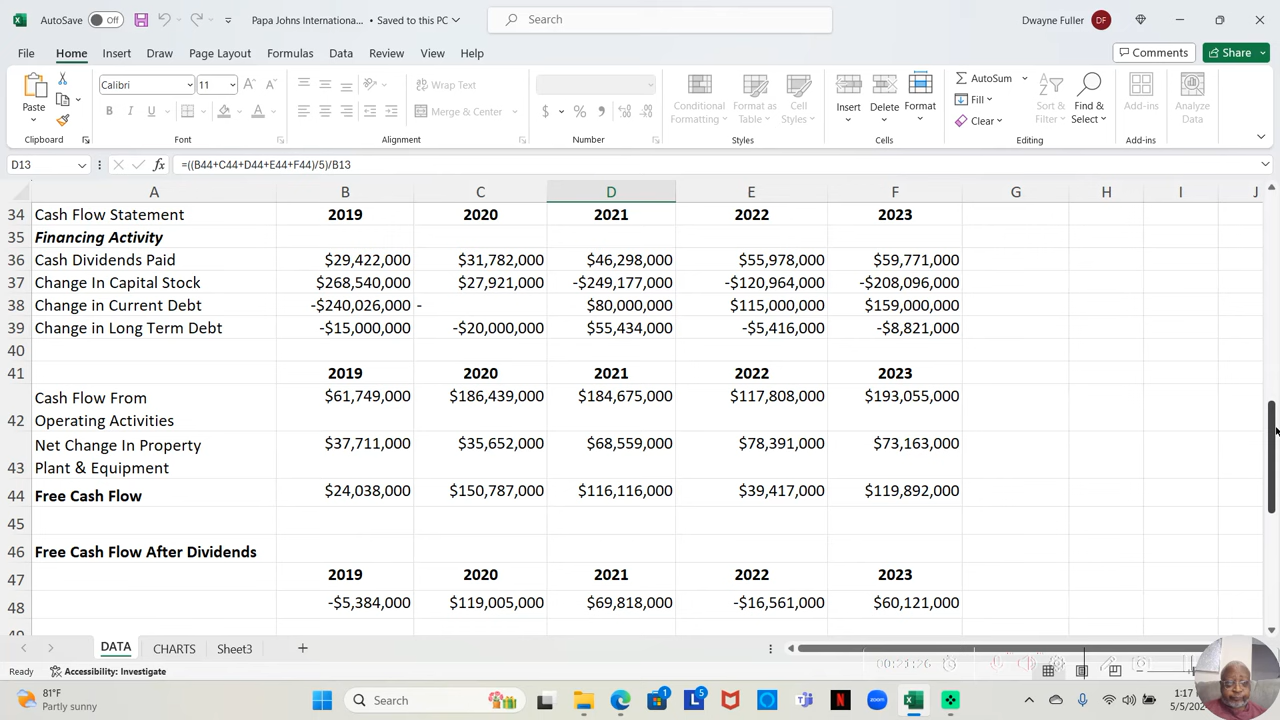 AutoSave Off Papa Johns Internationa... • Saved to this PC Search Dwayne Fuller DF
File Home Insert Draw Page Layout Formulas Data Review View Help Comments Share
Paste Calibri 11 Wrap Text Merge & Center Conditional Formatting Format as Table Cell Styles Insert Delete Format AutoSum Fill Clear Sort & Filter Find & Select Add-ins Analyze Data
Clipboard Font Alignment Number Styles Cells Editing Add-ins
D13 fx =((B44+C44+D44+E44+F44)/5)/B13
A B C D E F G H I J
34 Cash Flow Statement 2019 2020 2021 2022 2023
35 Financing Activity
36 Cash Dividends Paid $29,422,000 $31,782,000 $46,298,000 $55,978,000 $59,771,000
37 Change In Capital Stock $268,540,000 $27,921,000 -$249,177,000 -$120,964,000 -$208,096,000
38 Change in Current Debt -$240,026,000 - $80,000,000 $115,000,000 $159,000,000
39 Change in Long Term Debt -$15,000,000 -$20,000,000 $55,434,000 -$5,416,000 -$8,821,000
40
41 2019 2020 2021 2022 2023
Cash Flow From $61,749,000 $186,439,000 $184,675,000 $117,808,000 $193,055,000
42 Operating Activities
Net Change In Property $37,711,000 $35,652,000 $68,559,000 $78,391,000 $73,163,000
43 Plant & Equipment
44 Free Cash Flow $24,038,000 $150,787,000 $116,116,000 $39,417,000 $119,892,000
45
46 Free Cash Flow After Dividends
47 2019 2020 2021 2022 2023
48 -$5,384,000 $119,005,000 $69,818,000 -$16,561,000 $60,121,000
DATA CHARTS Sheet3
Ready Accessibility: Investigate 00:21:26
81°F Search 1:17
Partly sunny